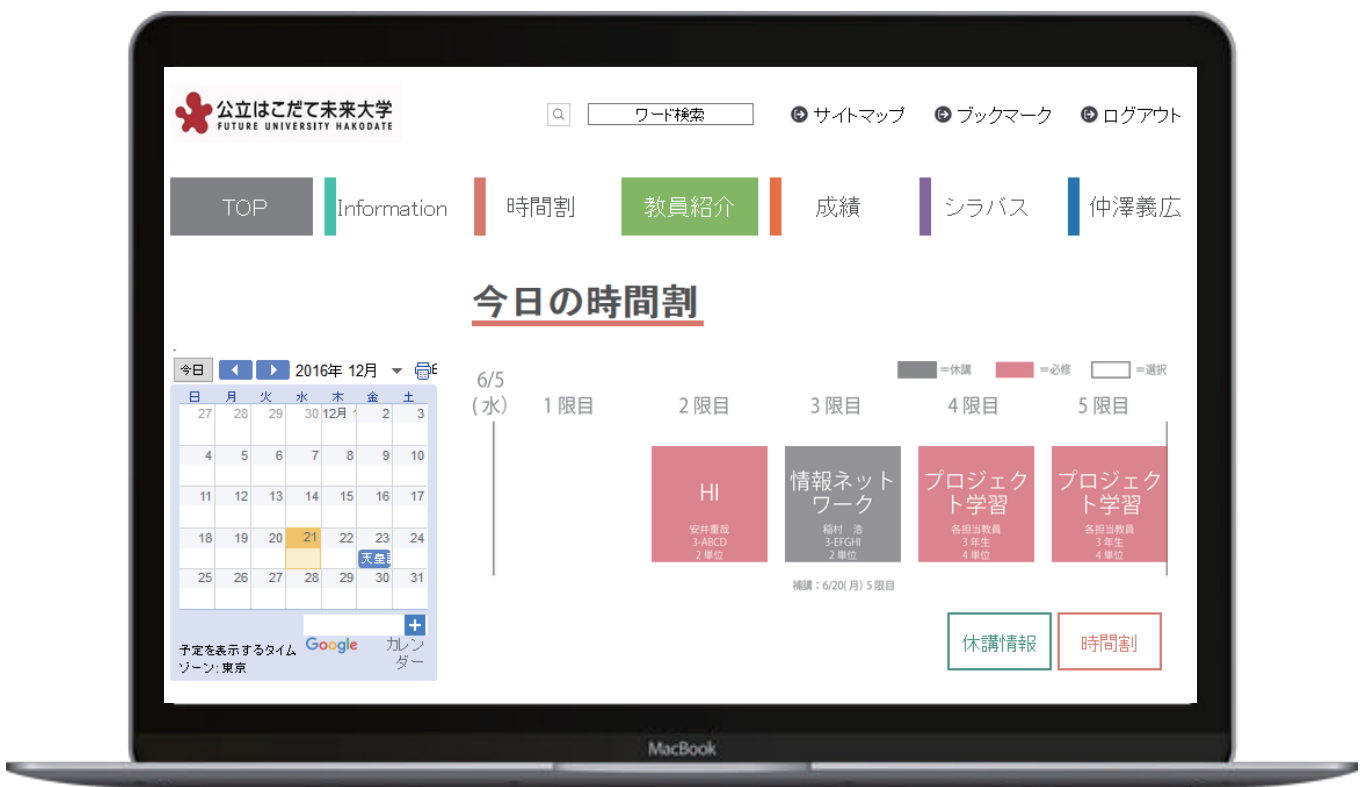 公立はこだて未来大学
FUTURE UNIVERSITY HAKODATE
ワード検索
サイトマップ
ブックマーク
ログアウト
TOP
Information
時間割
教員紹介
成績
シラバス
仲澤義広
今日の時間割
今日
2016年 12月
日 月 火 水 木 金 土
27 28 29 30 12月 2 3
4 5 6 7 8 9 10
11 12 13 14 15 16 17
18 19 20 21 22 23 24
天皇
25 26 27 28 29 30 31
予定を表示するタイム
ゾーン: 東京
Google
カレン
ダー
=休講 =必修 =選択
6/5
(水) 1限目 2限目 3限目 4限目 5限目
HI
安井重哉
3-ABCD
2単位
情報ネット
ワーク
稲村 浩
3-EFGHI
2単位
補講:6/20(月) 5限目
プロジェク
ト学習
各担当教員
3年生
4単位
プロジェク
ト学習
各担当教員
3年生
4単位
休講情報
時間割
MacBook